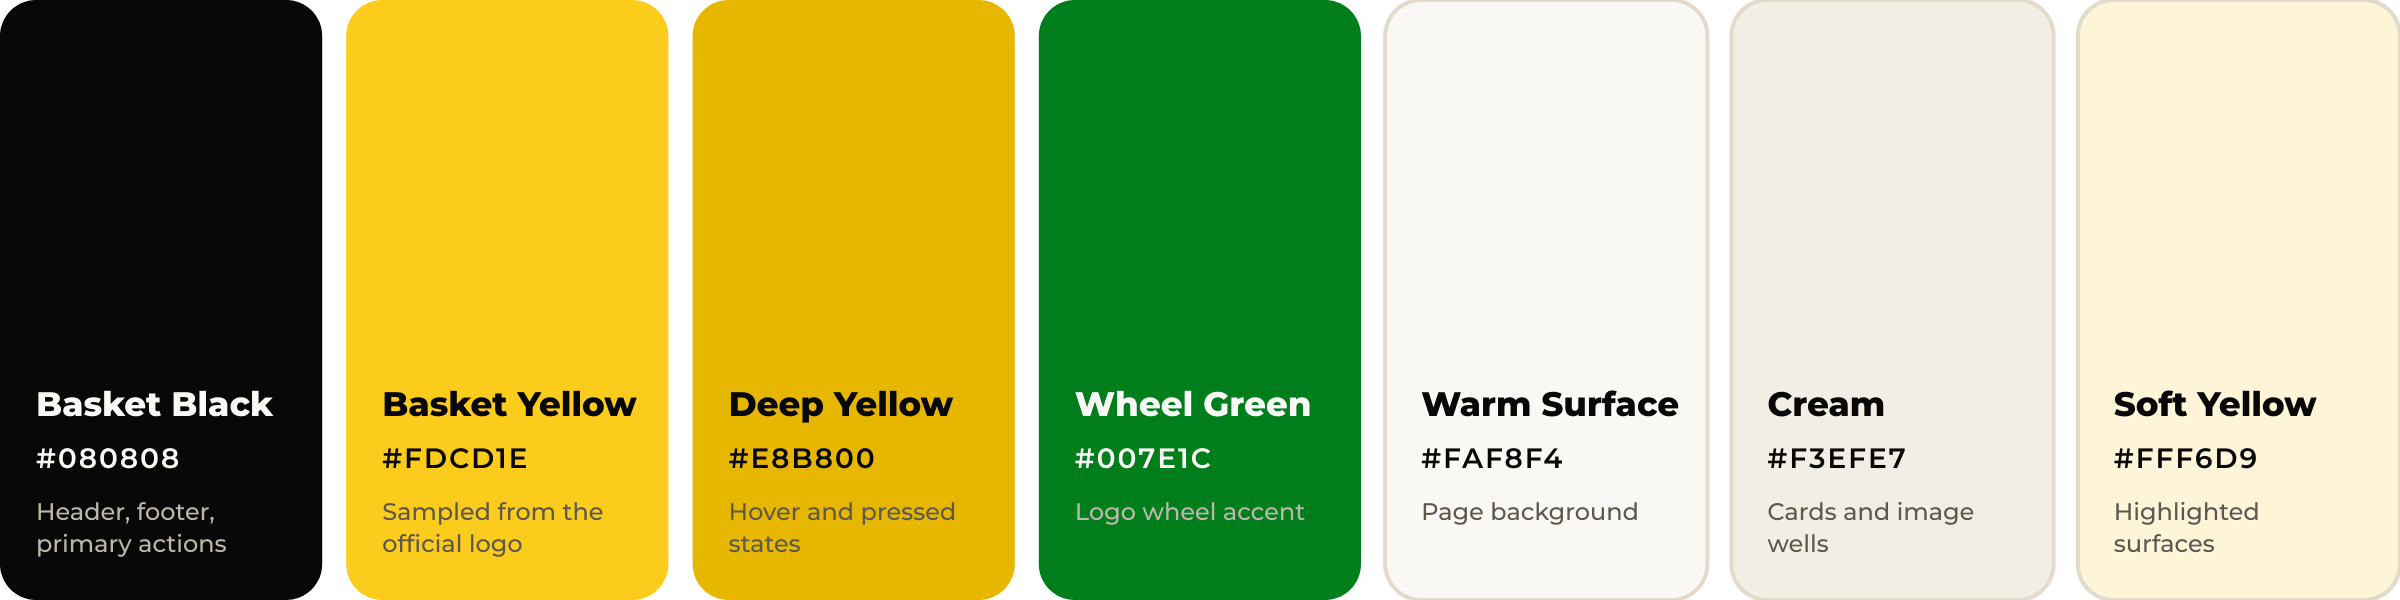 Basket Black
#080808
Header, footer,
primary actions
Basket Yellow
#FDCD1E
Sampled from the
official logo
Deep Yellow
#E8B800
Hover and pressed
states
Wheel Green
#007E1C
Logo wheel accent
Warm Surface
#FAF8F4
Page background
Cream
#F3EFE7
Cards and image
wells
Soft Yellow
#FFF6D9
Highlighted
surfaces